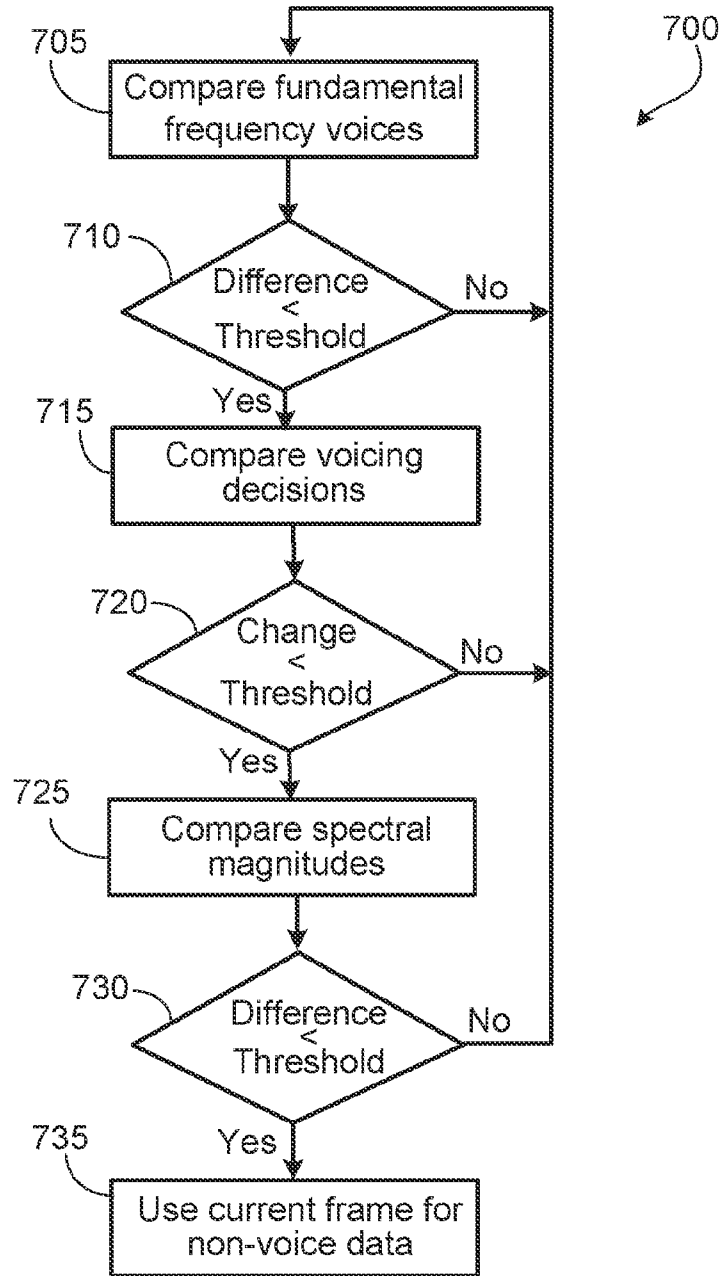 700
705
Compare fundamental
frequency voices
710
Difference
<
Threshold
No
Yes
715
Compare voicing
decisions
720
Change
<
Threshold
No
Yes
725
Compare spectral
magnitudes
730
Difference
<
Threshold
No
Yes
735
Use current frame for
non-voice data